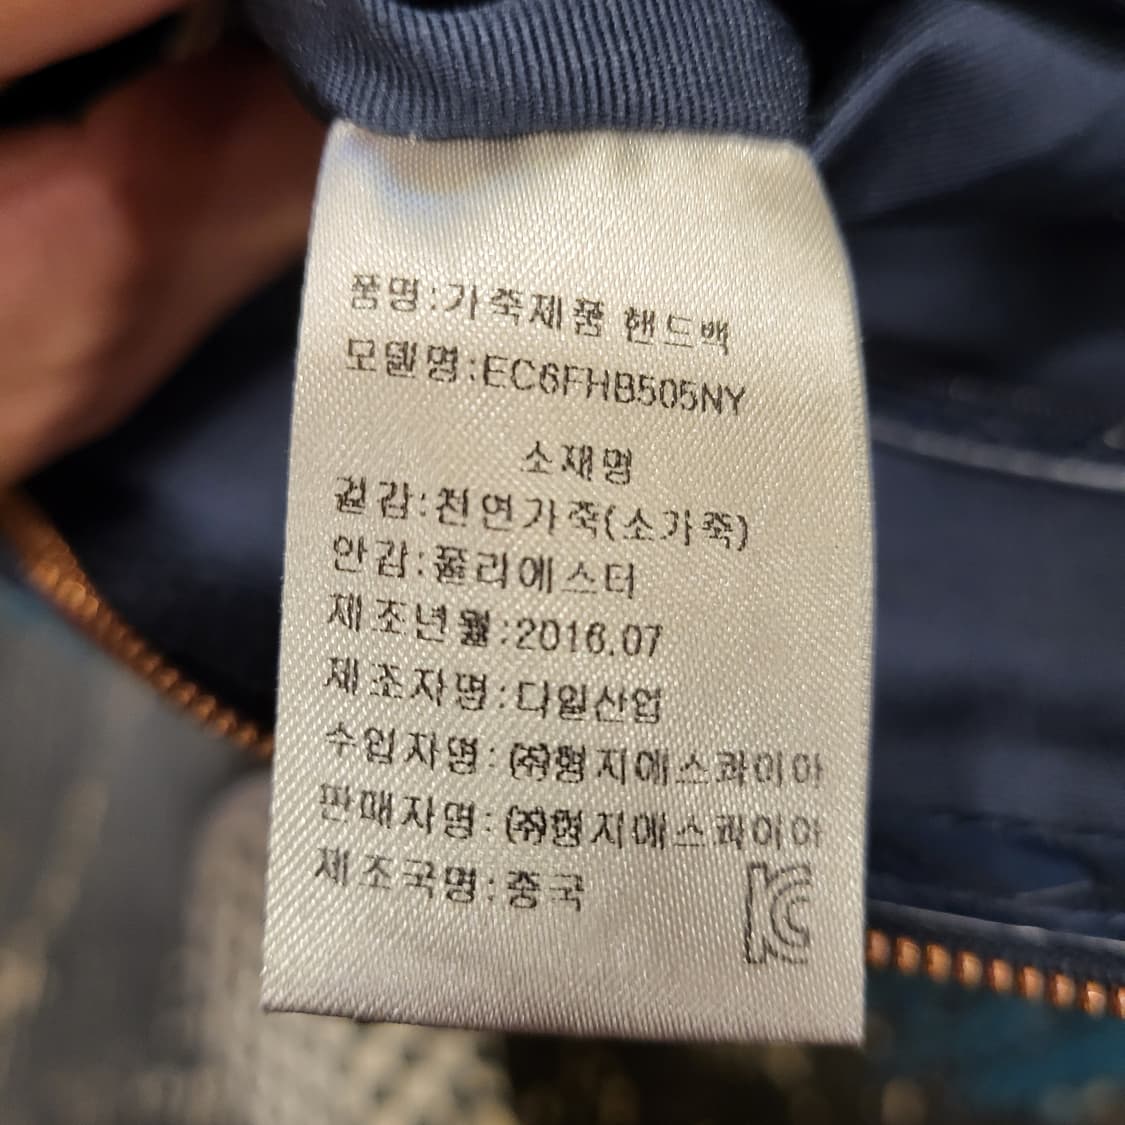 품명:가죽제품 핸드백
모델명:EC6FHB505NY
소재명
겉감:천연가죽(소가죽)
안감:폴리에스터
제조년월:2016.07
제조자명:다일산업
수입자명:㈜형지에스콰이아
판매자명:㈜형지에스콰이아
제조국명:중국
KC